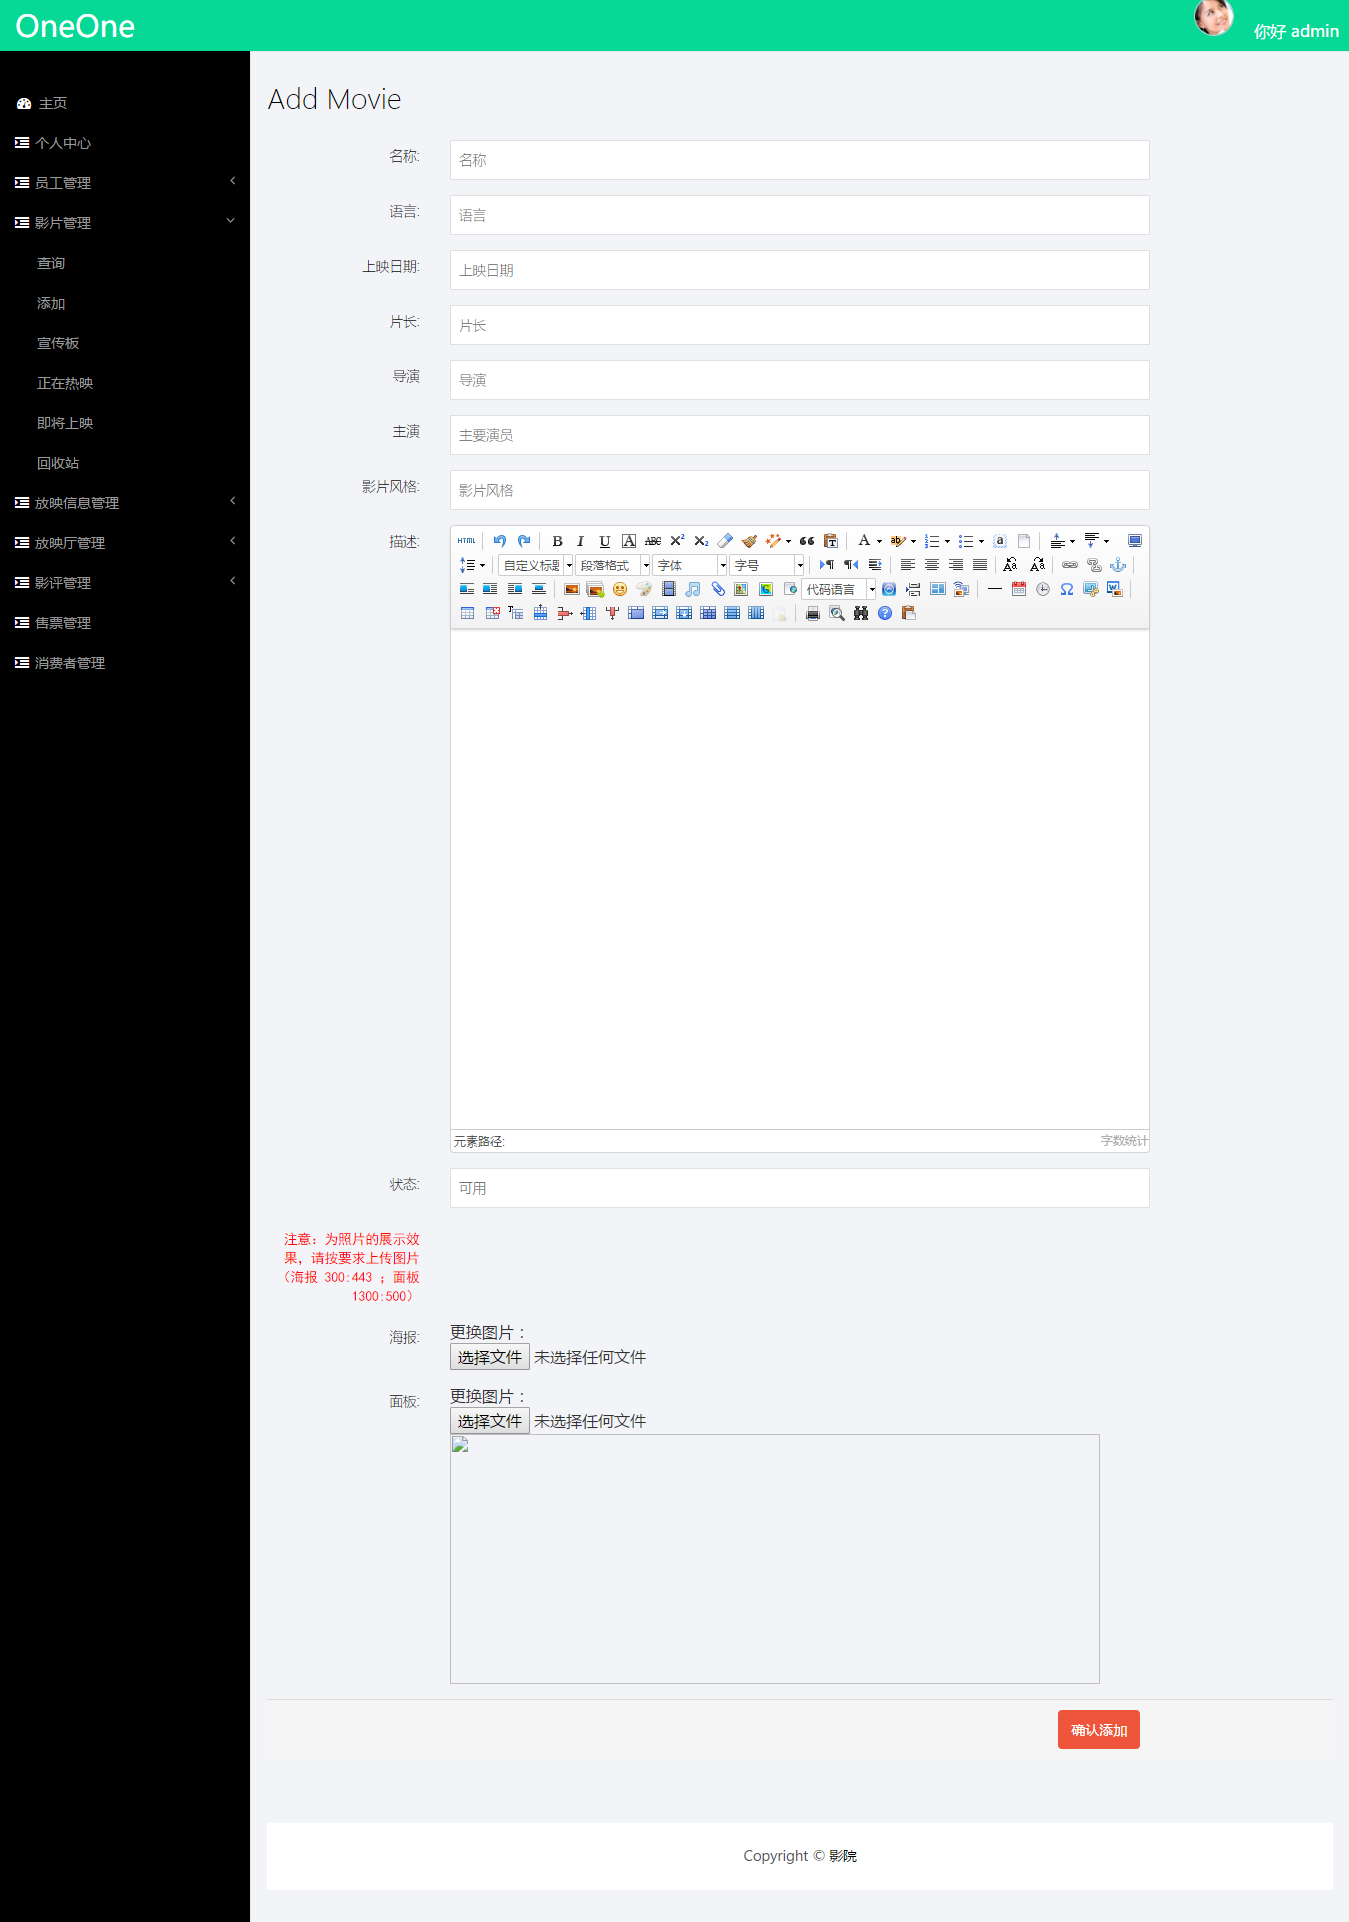 OneOne
你好 admin
主页
个人中心
员工管理
影片管理
查询
添加
宣传板
正在热映
即将上映
回收站
放映信息管理
放映厅管理
影评管理
售票管理
消费者管理
Add Movie
名称:
名称
语言:
语言
上映日期:
上映日期
片长:
片长
导演
导演
主演
主要演员
影片风格:
影片风格
描述:
HTML
自定义标题 段落格式 字体 字号
代码语言
元素路径:
字数统计
状态:
可用
注意：为照片的展示效
果，请按要求上传图片
（海报 300:443 ；面板
1300:500）
海报:
更换图片：
选择文件 未选择任何文件
面板:
更换图片：
选择文件 未选择任何文件
确认添加
Copyright © 影院